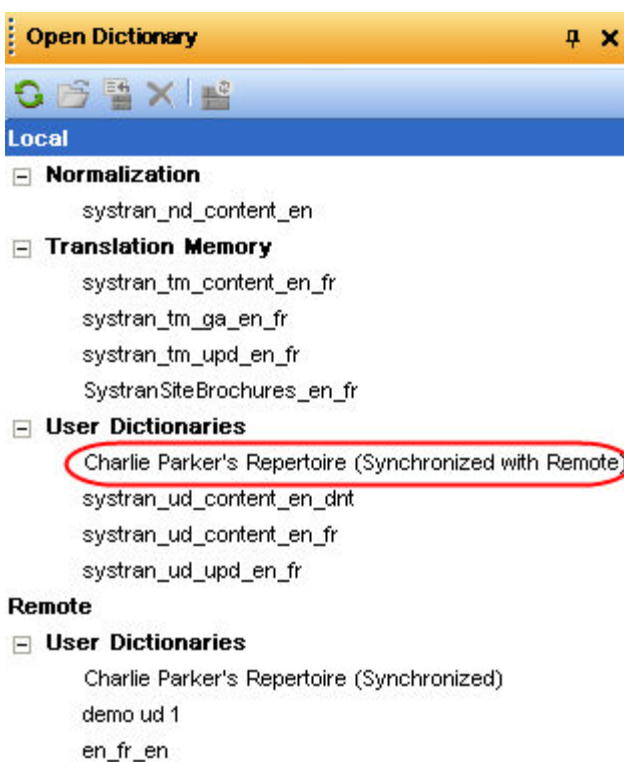 Open Dictionary
Local
Normalization
systran_nd_content_en
Translation Memory
systran_tm_content_en_fr
systran_tm_ga_en_fr
systran_tm_upd_en_fr
SystranSiteBrochures_en_fr
User Dictionaries
Charlie Parker's Repertoire (Synchronized with Remote)
systran_ud_content_en_dnt
systran_ud_content_en_fr
systran_ud_upd_en_fr
Remote
User Dictionaries
Charlie Parker's Repertoire (Synchronized)
demo ud 1
en_fr_en